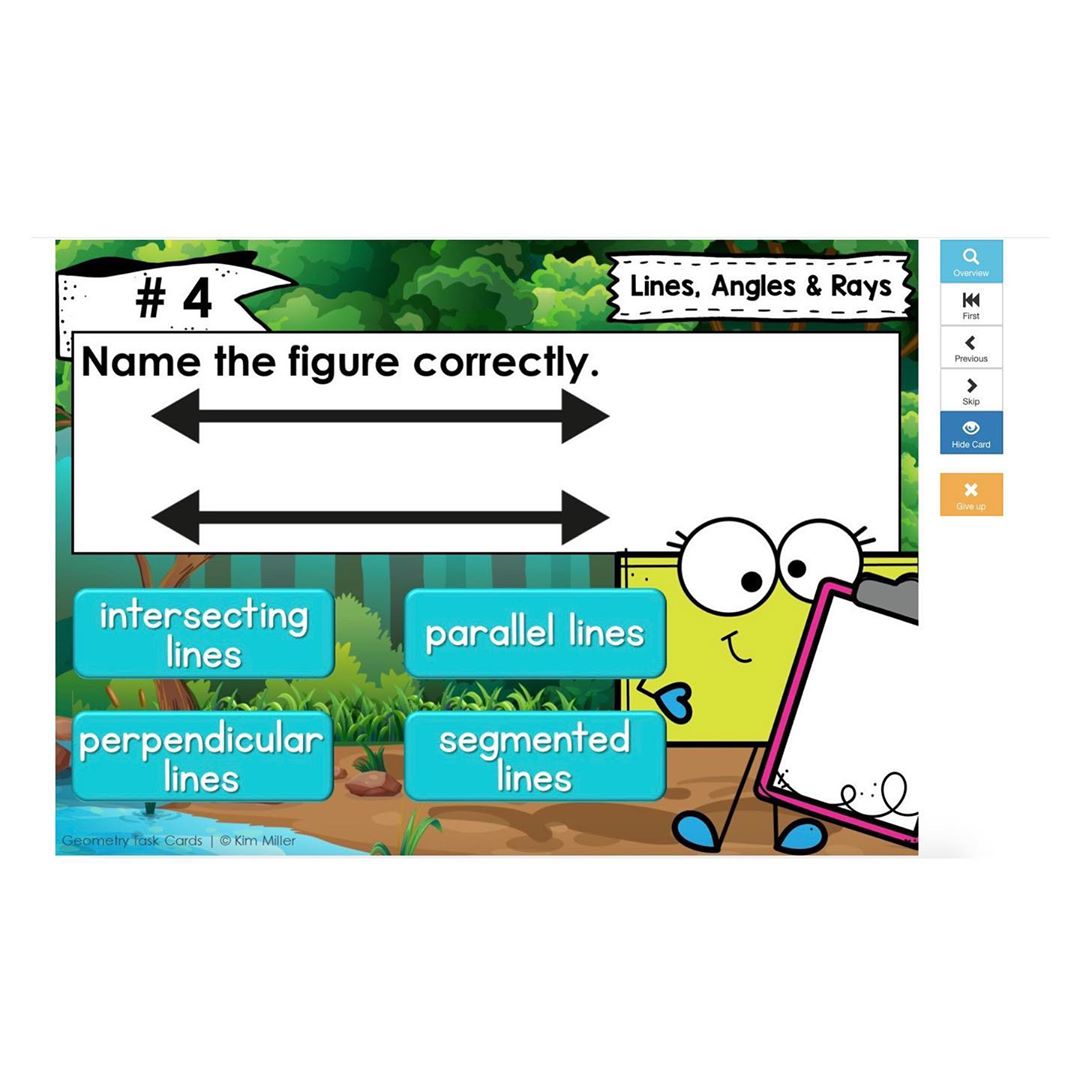 # 4
Lines, Angles & Rays
Name the figure correctly.
intersecting
lines
parallel lines
perpendicular
lines
segmented
lines
Geometry Task Cards | © Kim Miller
Overview
First
Previous
Skip
Hide Card
Give up